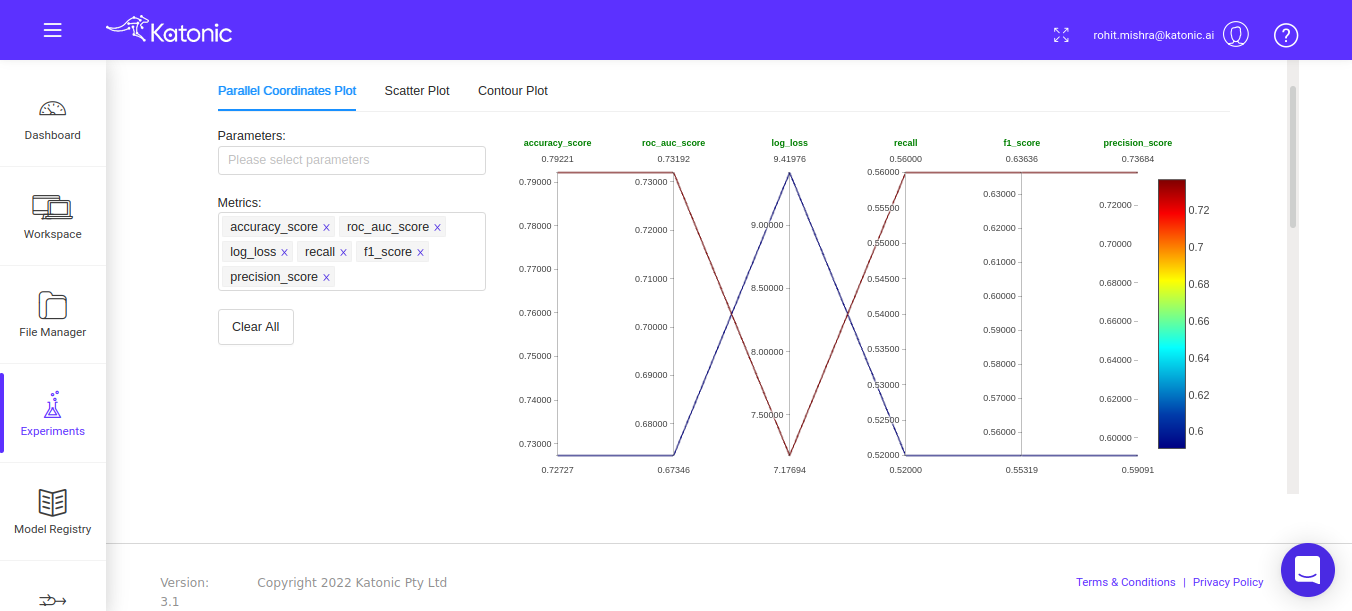 Katonic
rohit.mishra@katonic.ai
?
Dashboard
Workspace
File Manager
Experiments
Model Registry
Parallel Coordinates Plot Scatter Plot Contour Plot
Parameters:
Please select parameters
Metrics:
accuracy_score x roc_auc_score x
log_loss x recall x f1_score x
precision_score x
Clear All
accuracy_score roc_auc_score log_loss recall f1_score precision_score
0.79221 0.73192 9.41976 0.56000 0.63636 0.73684
0.79000
0.78000
0.77000
0.76000
0.75000
0.74000
0.73000
0.72727
0.73000
0.72000
0.71000
0.70000
0.69000
0.68000
0.67346
9.00000
8.50000
8.00000
7.50000
7.17694
0.56000
0.55500
0.55000
0.54500
0.54000
0.53500
0.53000
0.52500
0.52000
0.52000
0.63000
0.62000
0.61000
0.60000
0.59000
0.58000
0.57000
0.56000
0.55319
0.72000
0.70000
0.68000
0.66000
0.64000
0.62000
0.60000
0.59091
0.72
0.7
0.68
0.66
0.64
0.62
0.6
Version:
3.1
Copyright 2022 Katonic Pty Ltd
Terms & Conditions | Privacy Policy